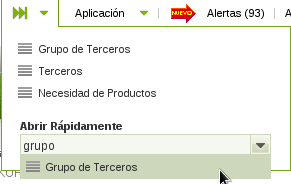 Aplicación NUEVO Alertas (93) A
Grupo de Terceros
Terceros
Necesidad de Productos
Abrir Rápidamente
grupo
Grupo de Terceros